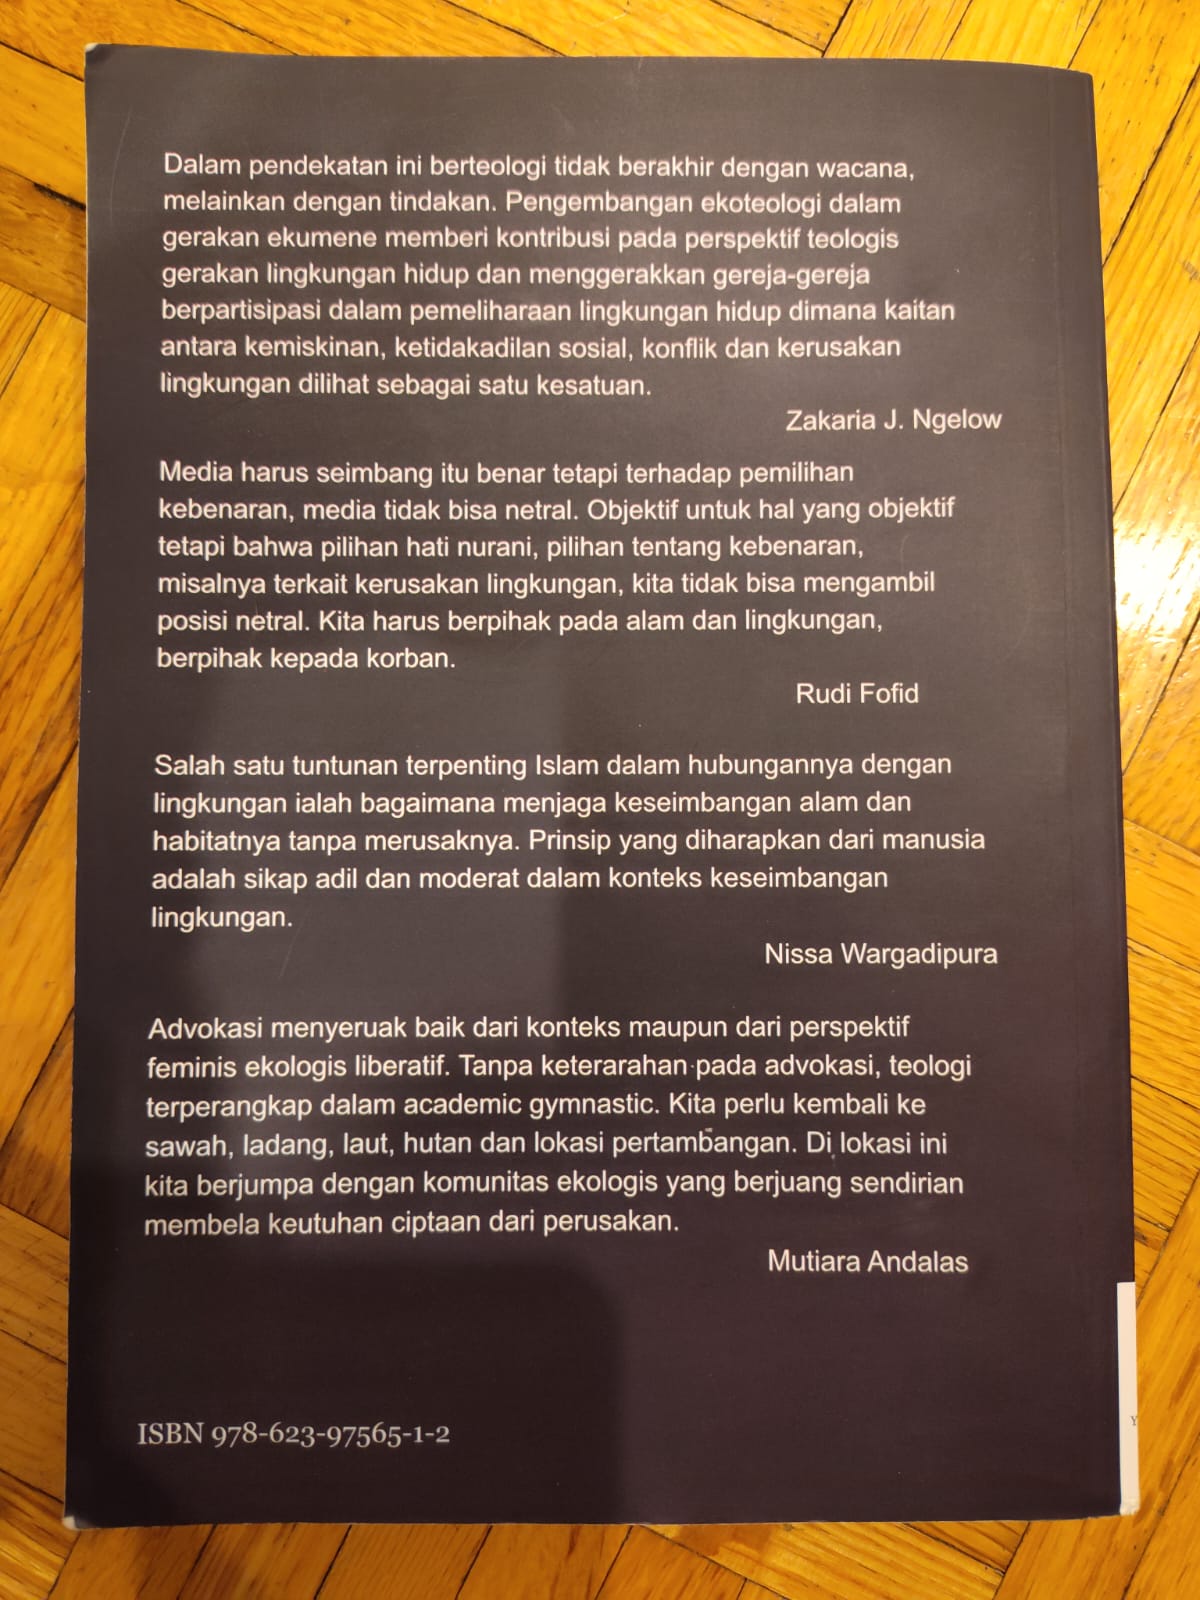 Dalam pendekatan ini berteologi tidak berakhir dengan wacana,
melainkan dengan tindakan. Pengembangan ekoteologi dalam
gerakan ekumene memberi kontribusi pada perspektif teologis
gerakan lingkungan hidup dan menggerakkan gereja-gereja
berpartisipasi dalam pemeliharaan lingkungan hidup dimana kaitan
antara kemiskinan, ketidakadilan sosial, konflik dan kerusakan
lingkungan dilihat sebagai satu kesatuan.
Zakaria J. Ngelow
Media harus seimbang itu benar tetapi terhadap pemilihan
kebenaran, media tidak bisa netral. Objektif untuk hal yang objektif
tetapi bahwa pilihan hati nurani, pilihan tentang kebenaran,
misalnya terkait kerusakan lingkungan, kita tidak bisa mengambil
posisi netral. Kita harus berpihak pada alam dan lingkungan,
berpihak kepada korban.
Rudi Fofid
Salah satu tuntunan terpenting Islam dalam hubungannya dengan
lingkungan ialah bagaimana menjaga keseimbangan alam dan
habitatnya tanpa merusaknya. Prinsip yang diharapkan dari manusia
adalah sikap adil dan moderat dalam konteks keseimbangan
lingkungan.
Nissa Wargadipura
Advokasi menyeruak baik dari konteks maupun dari perspektif
feminis ekologis liberatif. Tanpa keterarahan pada advokasi, teologi
terperangkap dalam academic gymnastic. Kita perlu kembali ke
sawah, ladang, laut, hutan dan lokasi pertambangan. Di lokasi ini
kita berjumpa dengan komunitas ekologis yang berjuang sendirian
membela keutuhan ciptaan dari perusakan.
Mutiara Andalas
Y
ISBN 978-623-97565-1-2